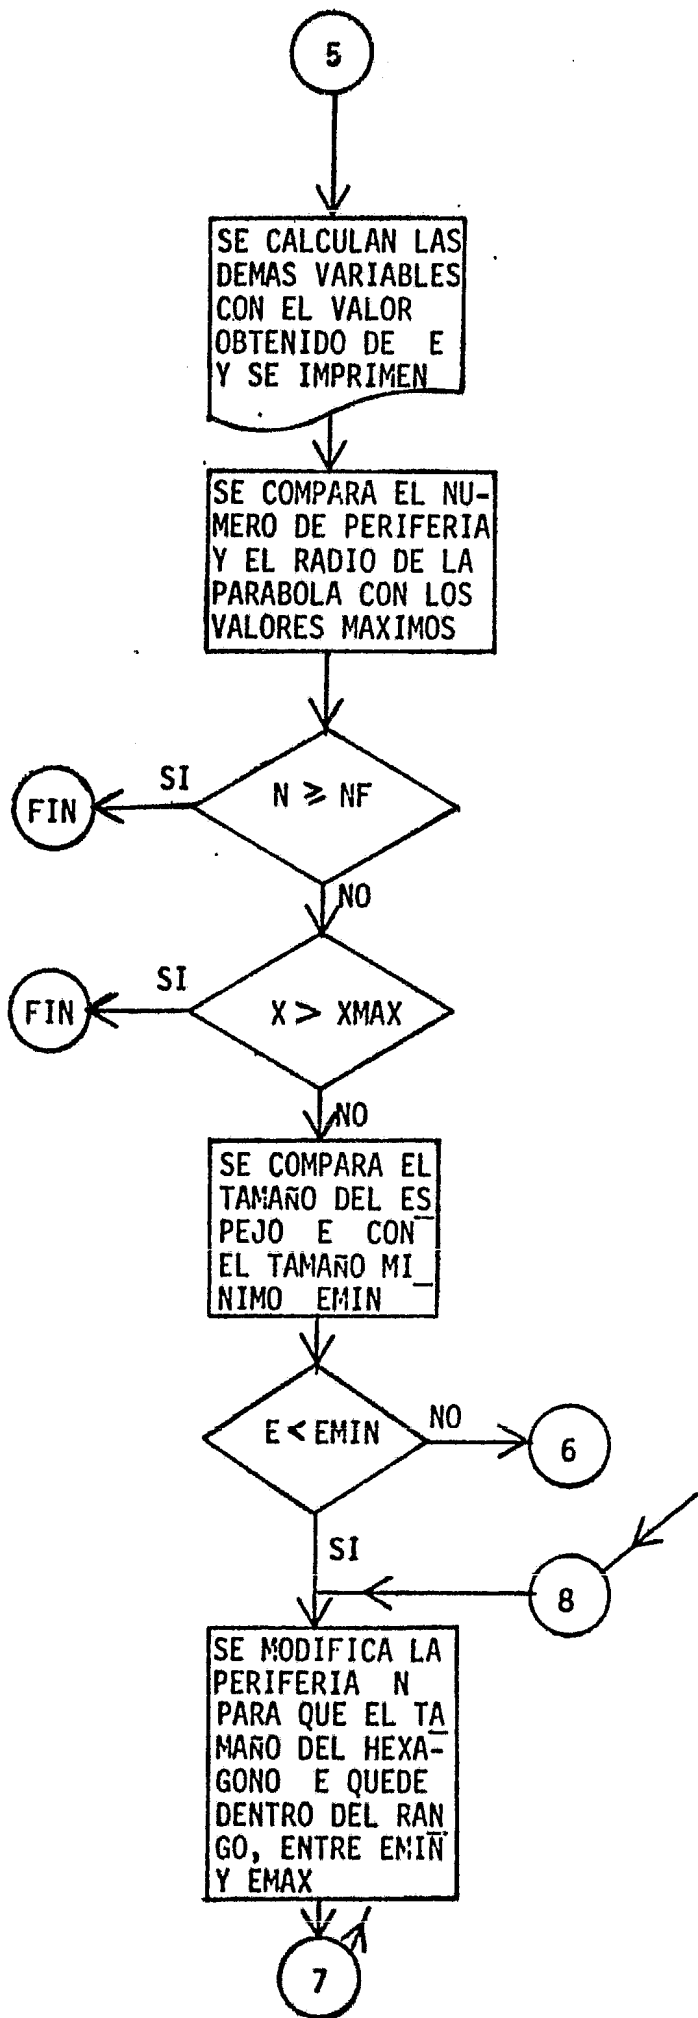 5
SE CALCULAN LAS
DEMAS VARIABLES
CON EL VALOR
OBTENIDO DE E
Y SE IMPRIMEN
SE COMPARA EL NU-
MERO DE PERIFERIA
Y EL RADIO DE LA
PARABOLA CON LOS
VALORES MAXIMOS
SI
N ≥ NF
FIN
NO
SI
X > XMAX
FIN
NO
SE COMPARA EL
TAMAÑO DEL ES
PEJO E CON
EL TAMAÑO MI
NIMO EMIN
E < EMIN
NO
6
SI
8
SE MODIFICA LA
PERIFERIA N
PARA QUE EL TA
MAÑO DEL HEXA-
GONO E QUEDE
DENTRO DEL RAN
GO, ENTRE EMIN
Y EMAX
7